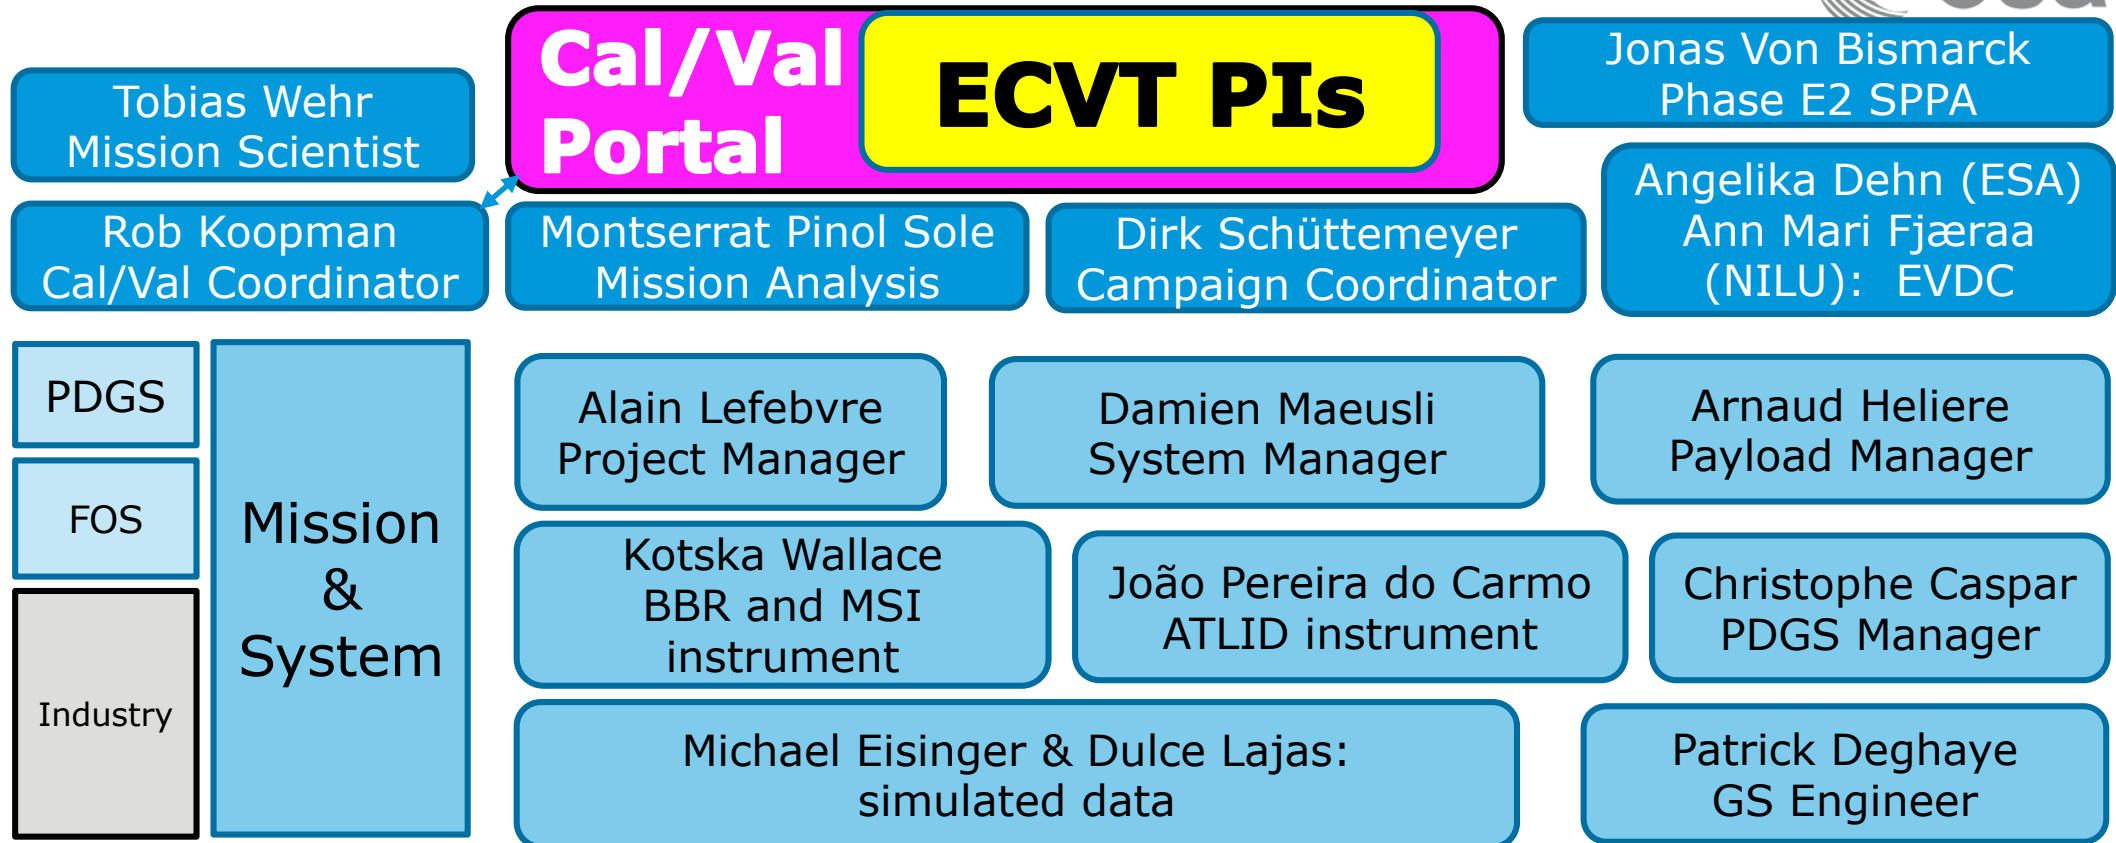 esa
Cal/Val
Portal
ECVT PIs
Jonas Von Bismarck
Phase E2 SPPA
Tobias Wehr
Mission Scientist
Angelika Dehn (ESA)
Ann Mari Fjæraa
(NILU):  EVDC
Rob Koopman
Cal/Val Coordinator
Montserrat Pinol Sole
Mission Analysis
Dirk Schüttemeyer
Campaign Coordinator
PDGS
FOS
Industry
Mission
&
System
Alain Lefebvre
Project Manager
Damien Maeusli
System Manager
Arnaud Heliere
Payload Manager
Kotska Wallace
BBR and MSI
instrument
João Pereira do Carmo
ATLID instrument
Christophe Caspar
PDGS Manager
Michael Eisinger & Dulce Lajas:
simulated data
Patrick Deghaye
GS Engineer